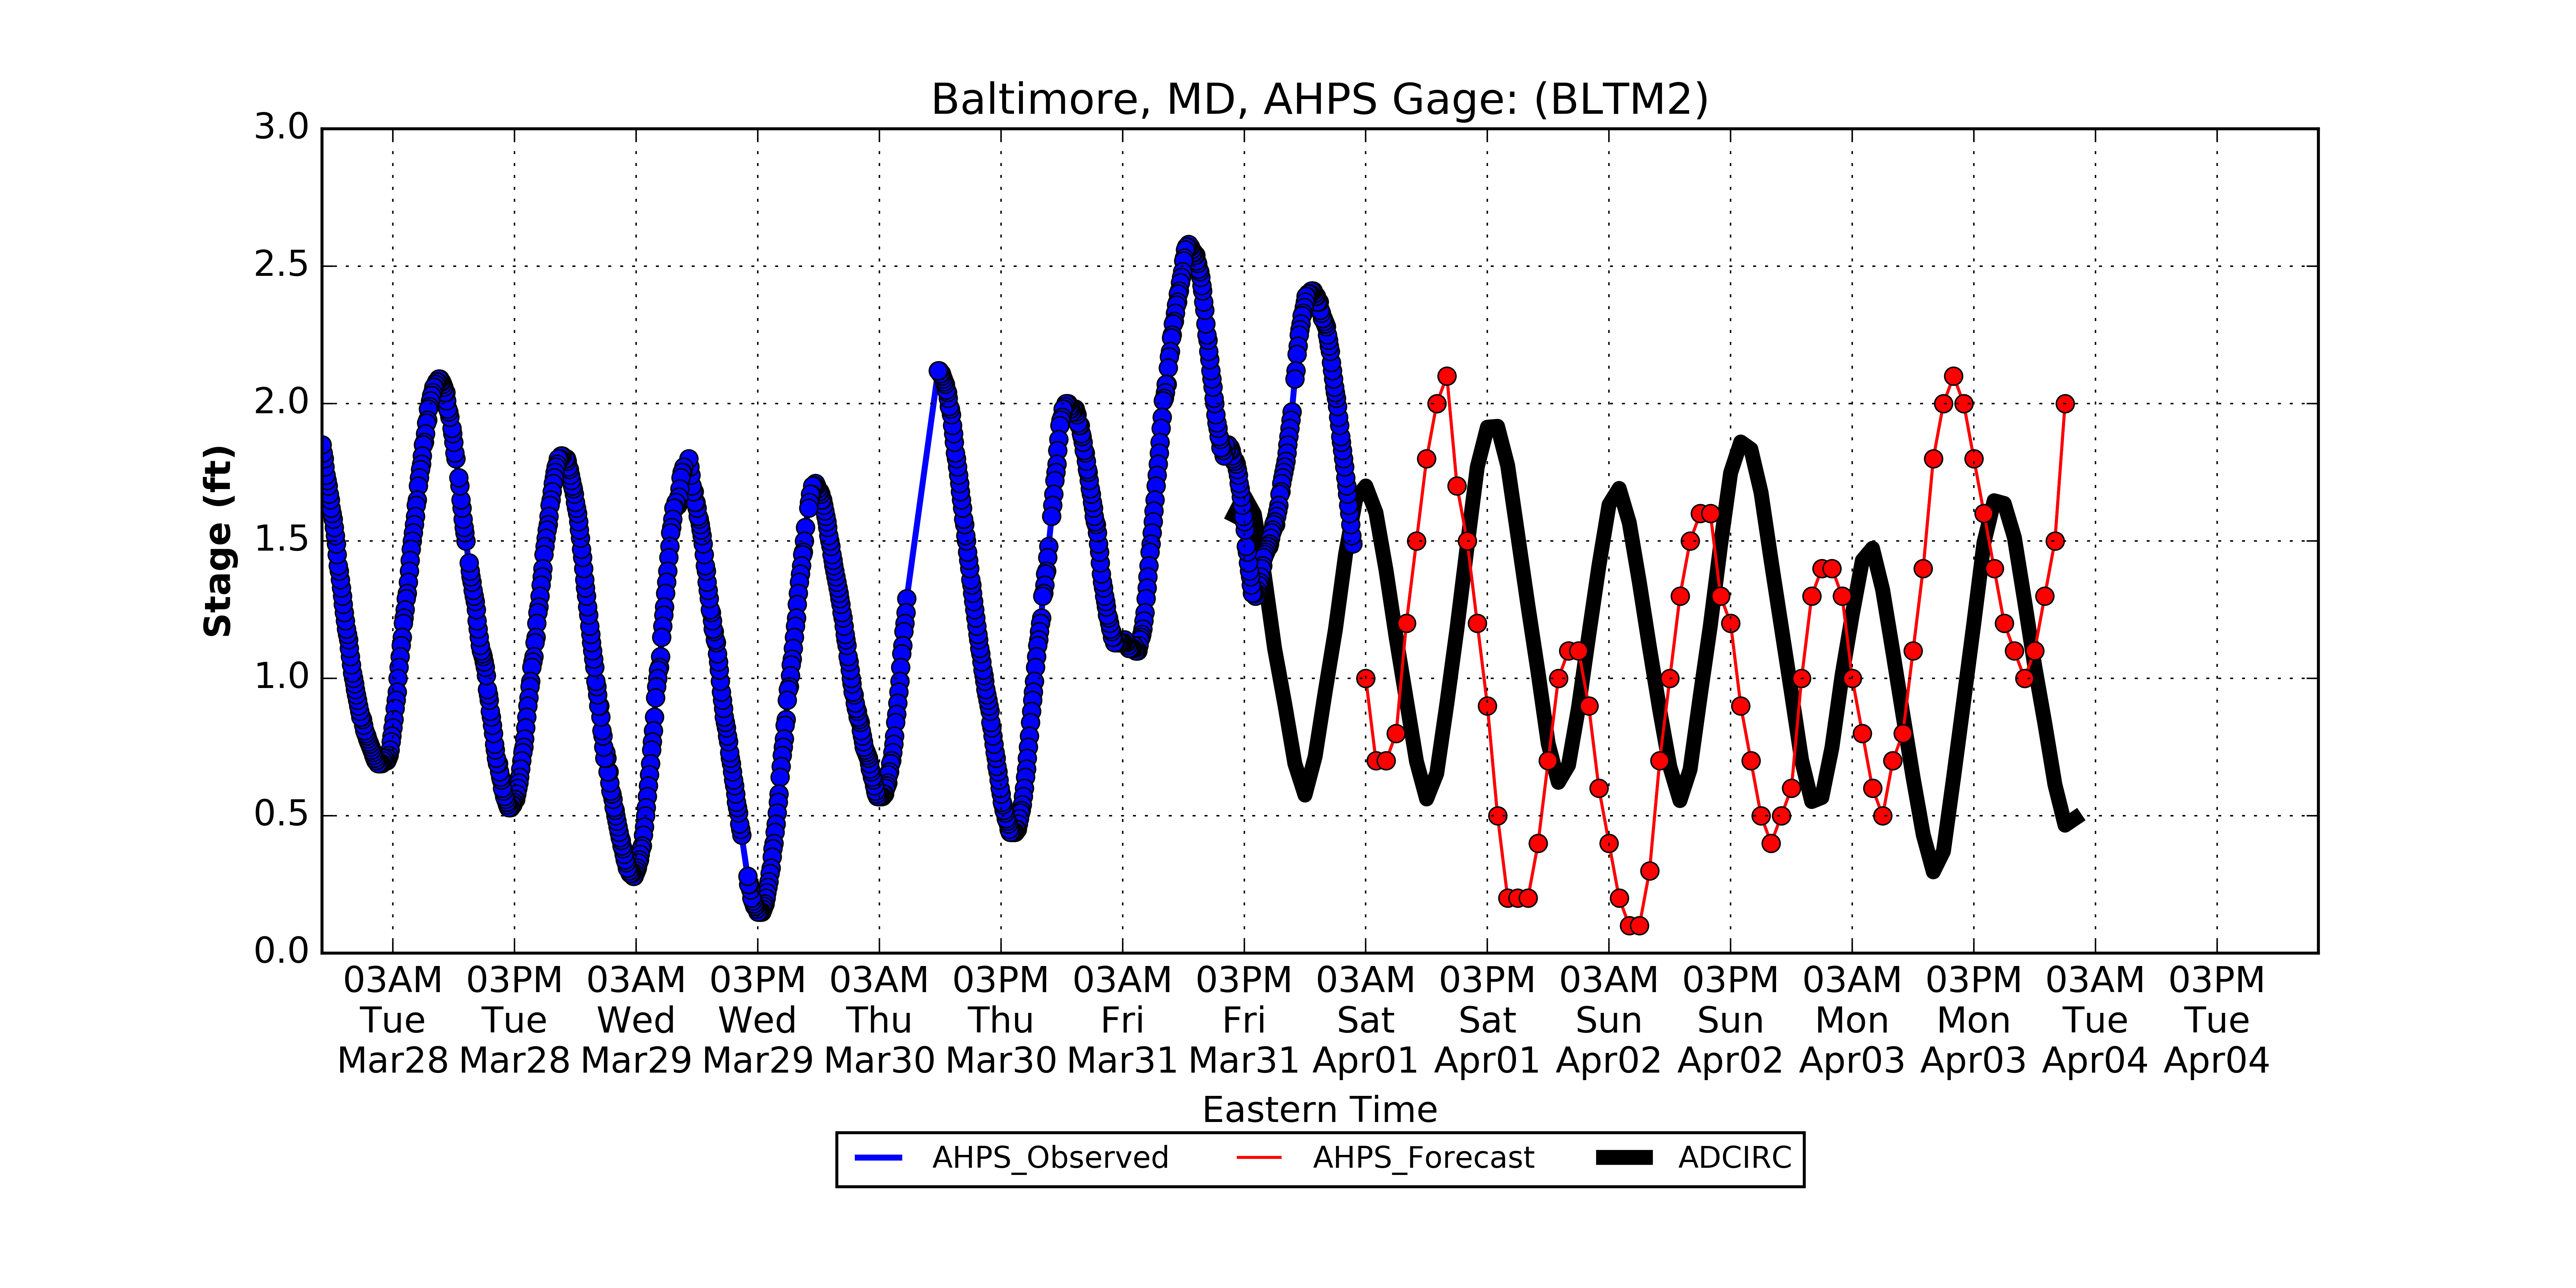 Baltimore, MD, AHPS Gage: (BLTM2)
3.0
2.5
2.0
1.5
1.0
0.5
0.0
Stage (ft)
03AM 03PM 03AM 03PM 03AM 03PM 03AM 03PM 03AM 03PM 03AM 03PM 03AM 03PM 03AM 03PM
Tue Tue Wed Wed Thu Thu Fri Fri Sat Sat Sun Sun Mon Mon Tue Tue
Mar28 Mar28 Mar29 Mar29 Mar30 Mar30 Mar31 Mar31 Apr01 Apr01 Apr02 Apr02 Apr03 Apr03 Apr04 Apr04
Eastern Time
AHPS_Observed AHPS_Forecast ADCIRC